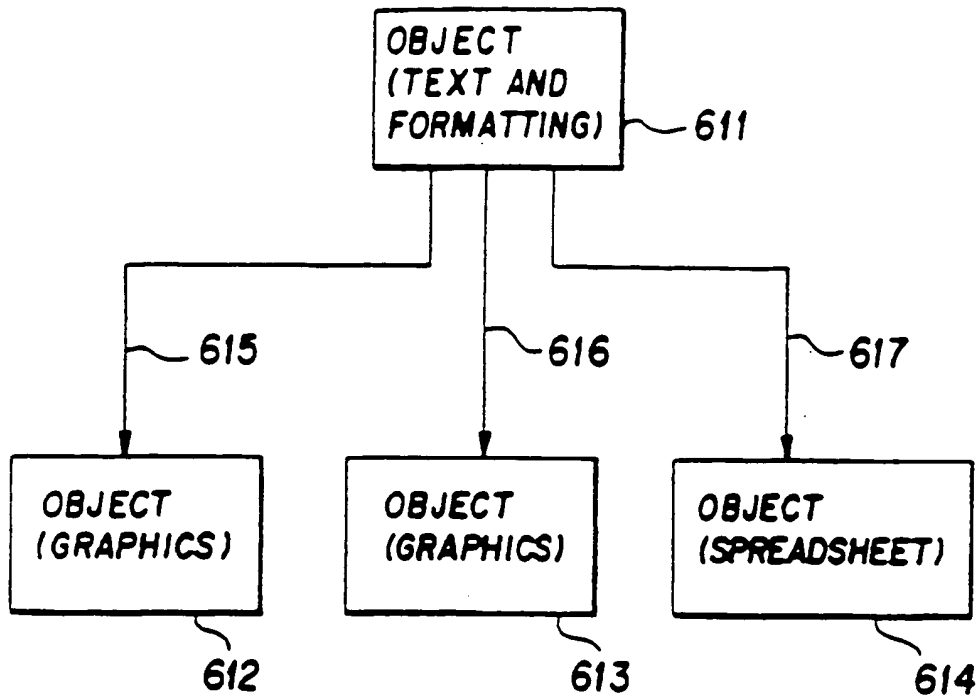 OBJECT
(TEXT AND
FORMATTING)
611
615
616
617
OBJECT
(GRAPHICS)
OBJECT
(GRAPHICS)
OBJECT
(SPREADSHEET)
612
613
614